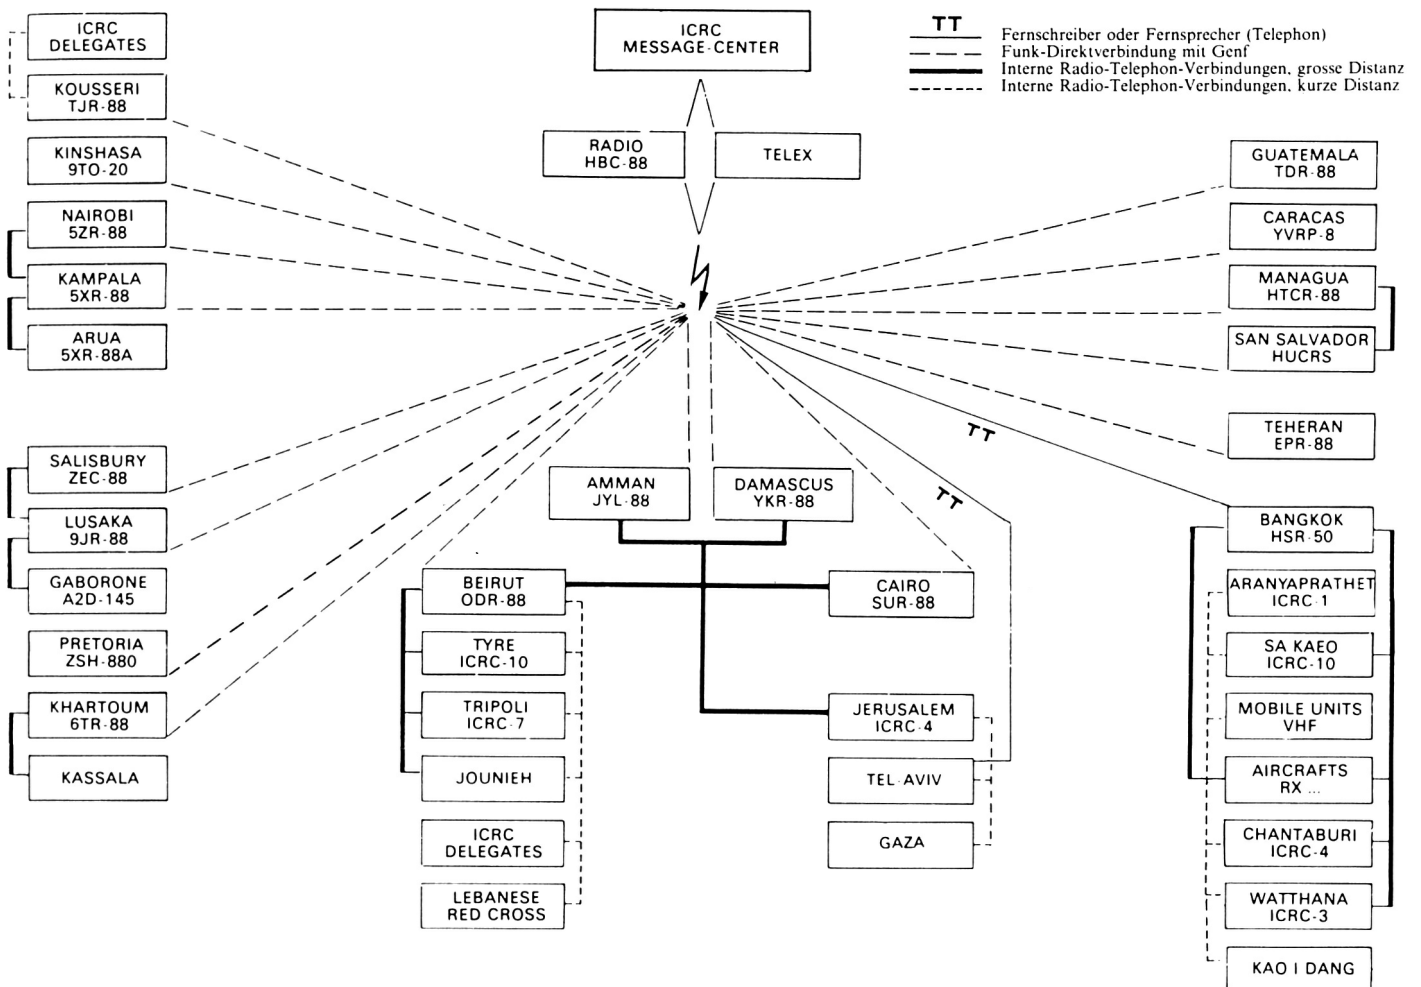 ICRC
DELEGATES
KOUSSERI
TJR-88
KINSHASA
9TO-20
NAIROBI
5ZR-88
KAMPALA
5XR-88
ARUA
5XR-88A
SALISBURY
ZEC-88
LUSAKA
9JR-88
GABORONE
A2D-145
PRETORIA
ZSH-880
KHARTOUM
6TR-88
KASSALA
ICRC
MESSAGE-CENTER
RADIO
HBC-88
TELEX
TT
Fernschreiber oder Fernsprecher (Telephon)
Funk-Direktverbindung mit Genf
Interne Radio-Telephon-Verbindungen, grosse Distanz
Interne Radio-Telephon-Verbindungen, kurze Distanz
TT
TT
AMMAN
JYL-88
DAMASCUS
YKR-88
BEIRUT
ODR-88
TYRE
ICRC-10
TRIPOLI
ICRC-7
JOUNIEH
ICRC
DELEGATES
LEBANESE
RED CROSS
CAIRO
SUR-88
JERUSALEM
ICRC-4
TEL-AVIV
GAZA
GUATEMALA
TDR-88
CARACAS
YVRP-8
MANAGUA
HTCR-88
SAN SALVADOR
HUCRS
TEHERAN
EPR-88
BANGKOK
HSR-50
ARANYAPRATHET
ICRC-1
SA KAEO
ICRC-10
MOBILE UNITS
VHF
AIRCRAFTS
RX ...
CHANTABURI
ICRC-4
WATTHANA
ICRC-3
KAO I DANG